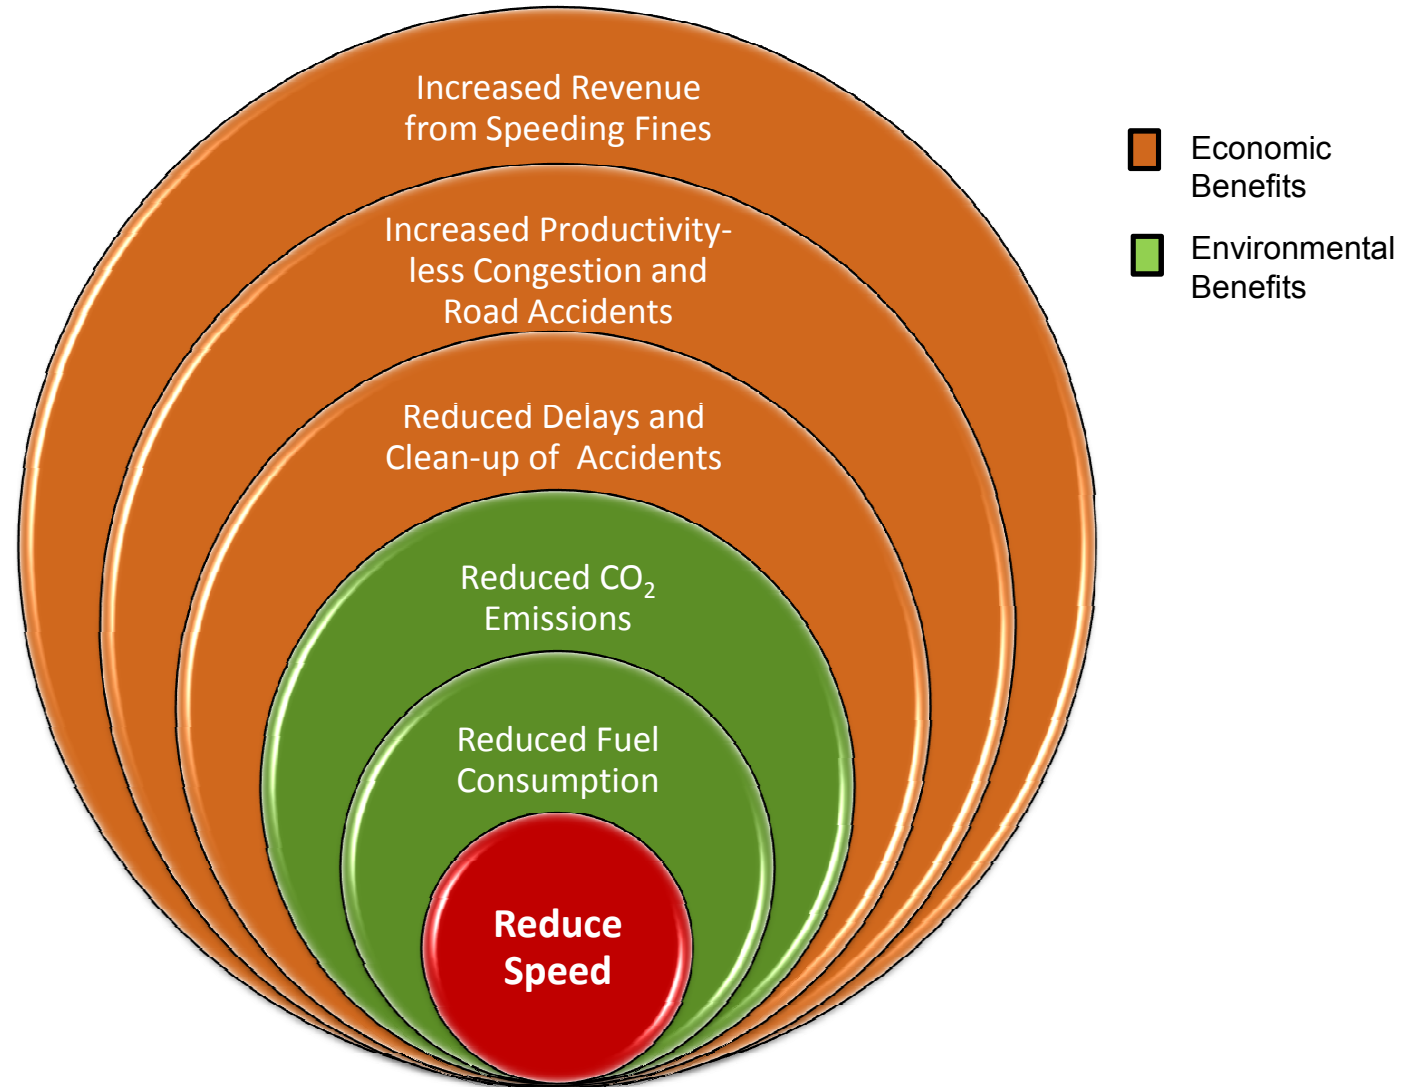 Increased Revenue
from Speeding Fines
Increased Productivity-
less Congestion and
Road Accidents
Reduced Delays and
Clean-up of  Accidents
Reduced CO₂
Emissions
Reduced Fuel
Consumption
Reduce
Speed
Economic
Benefits
Environmental
Benefits